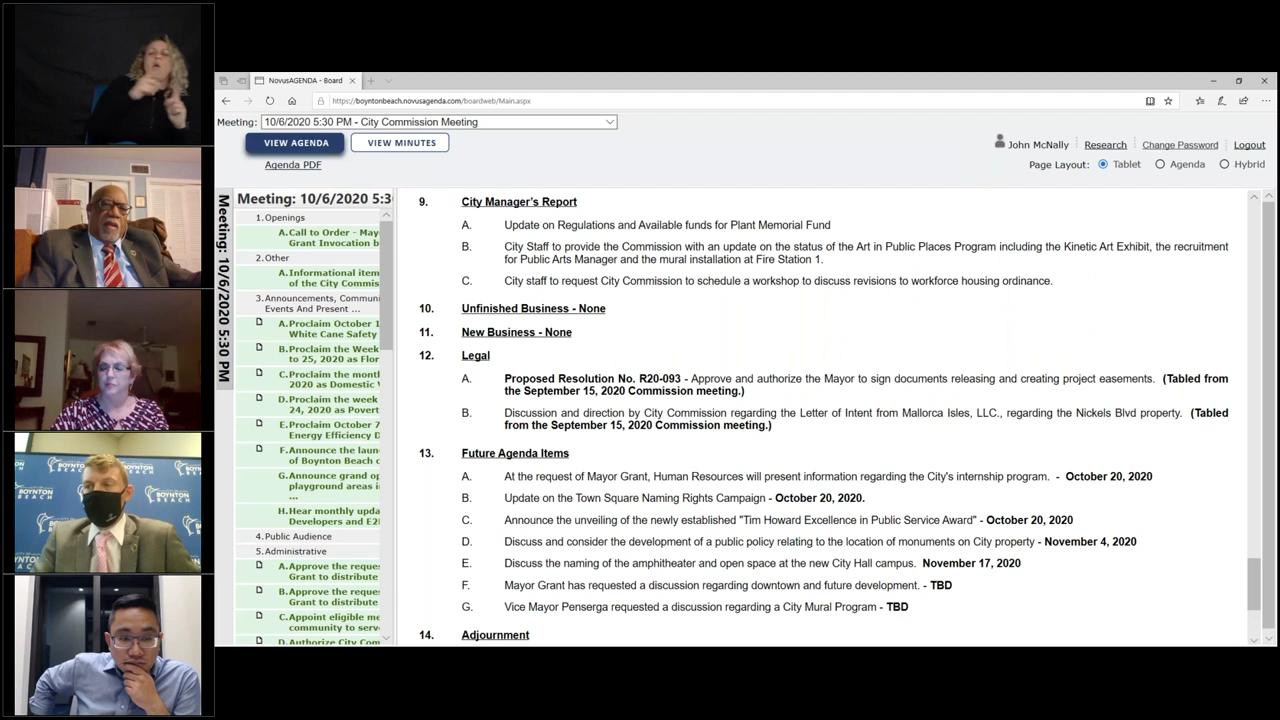 NovusAGENDA - Board
https://boyntonbeach.novusagenda.com/boardweb/Main.aspx
Meeting: 10/6/2020 5:30 PM - City Commission Meeting
VIEW AGENDA VIEW MINUTES
Agenda PDF
John McNally Research Change Password Logout
Page Layout: Tablet Agenda Hybrid
Meeting: 10/6/2020 5:30 PM
Meeting: 10/6/2020 5:3
1.Openings
A.Call to Order - May
Grant Invocation b
2.Other
A.Informational item
of the City Commis
3.Announcements, Commun
Events And Present ...
A.Proclaim October 1
White Cane Safety
B.Proclaim the Week
to 25, 2020 as Flor
C.Proclaim the mont
2020 as Domestic V
D.Proclaim the week
24, 2020 as Povert
E.Proclaim October 7
Energy Efficiency D
F.Announce the laun
of Boynton Beach c
G.Announce grand op
playground areas i
...
H.Hear monthly upda
Developers and E2
4.Public Audience
5.Administrative
A.Approve the reques
Grant to distribute
B.Approve the reques
Grant to distribute
C.Appoint eligible me
community to serv
D.Authorize City Com
9. City Manager's Report
A. Update on Regulations and Available funds for Plant Memorial Fund
B. City Staff to provide the Commission with an update on the status of the Art in Public Places Program including the Kinetic Art Exhibit, the recruitment
for Public Arts Manager and the mural installation at Fire Station 1.
C. City staff to request City Commission to schedule a workshop to discuss revisions to workforce housing ordinance.
10. Unfinished Business - None
11. New Business - None
12. Legal
A. Proposed Resolution No. R20-093 - Approve and authorize the Mayor to sign documents releasing and creating project easements. (Tabled from
the September 15, 2020 Commission meeting.)
B. Discussion and direction by City Commission regarding the Letter of Intent from Mallorca Isles, LLC., regarding the Nickels Blvd property. (Tabled
from the September 15, 2020 Commission meeting.)
13. Future Agenda Items
A. At the request of Mayor Grant, Human Resources will present information regarding the City's internship program. - October 20, 2020
B. Update on the Town Square Naming Rights Campaign - October 20, 2020.
C. Announce the unveiling of the newly established "Tim Howard Excellence in Public Service Award" - October 20, 2020
D. Discuss and consider the development of a public policy relating to the location of monuments on City property - November 4, 2020
E. Discuss the naming of the amphitheater and open space at the new City Hall campus. November 17, 2020
F. Mayor Grant has requested a discussion regarding downtown and future development. - TBD
G. Vice Mayor Penserga requested a discussion regarding a City Mural Program - TBD
14. Adjournment
BOYNTON
BEACH